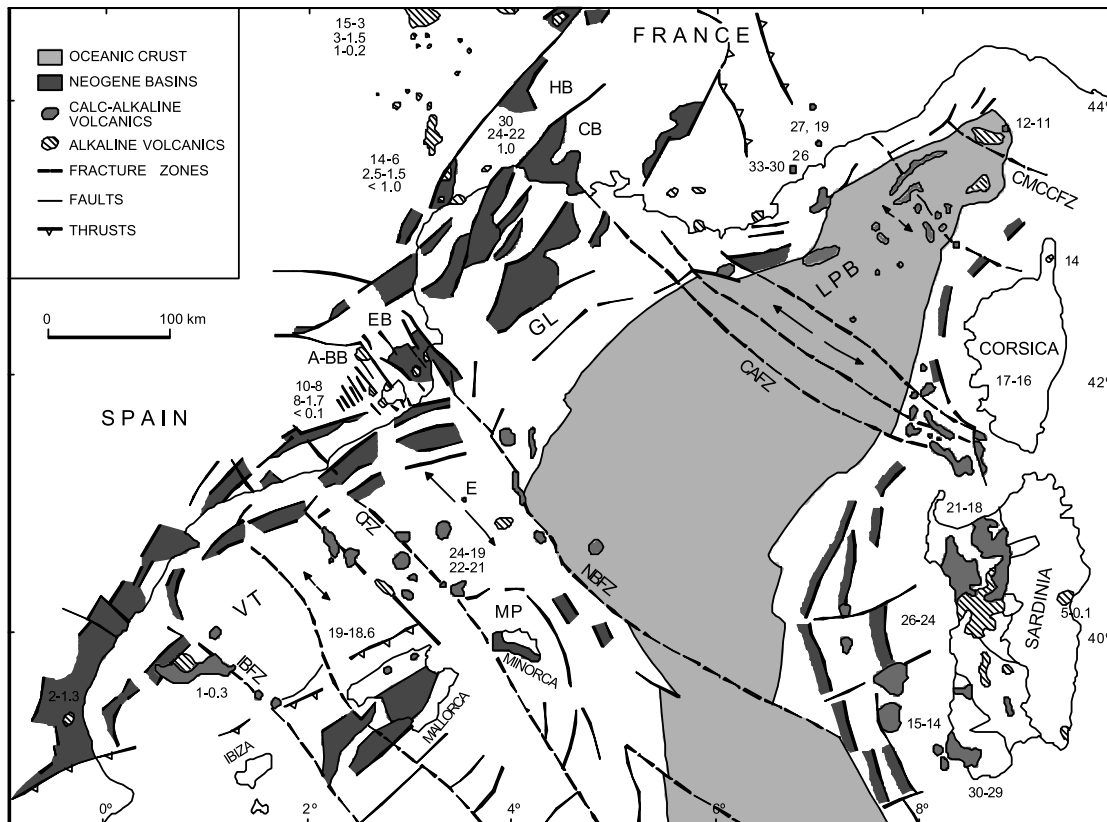 OCEANIC CRUST
NEOGENE BASINS
CALC-ALKALINE
VOLCANICS
ALKALINE VOLCANICS
FRACTURE ZONES
FAULTS
THRUSTS
0 100 km
15-3
3-1.5
1-0.2
FRANCE
HB
30
24-22
1.0
CB
14-6
2.5-1.5
< 1.0
27, 19
26
33-30
12-11
44°
CMCCFZ
14
LPB
GL
EB
A-BB
10-8
8-1.7
< 0.1
SPAIN
CAFZ
CORSICA
17-16
42°
E
OFZ
24-19
22-21
NBFZ
21-18
SARDINIA
5-0.1
26-24
40°
VT
19-18.6
MP
MINORCA
IBFZ
1-0.3
2-1.3
MALLORCA
IBIZA
15-14
30-29
0° 2° 4° 6° 8°